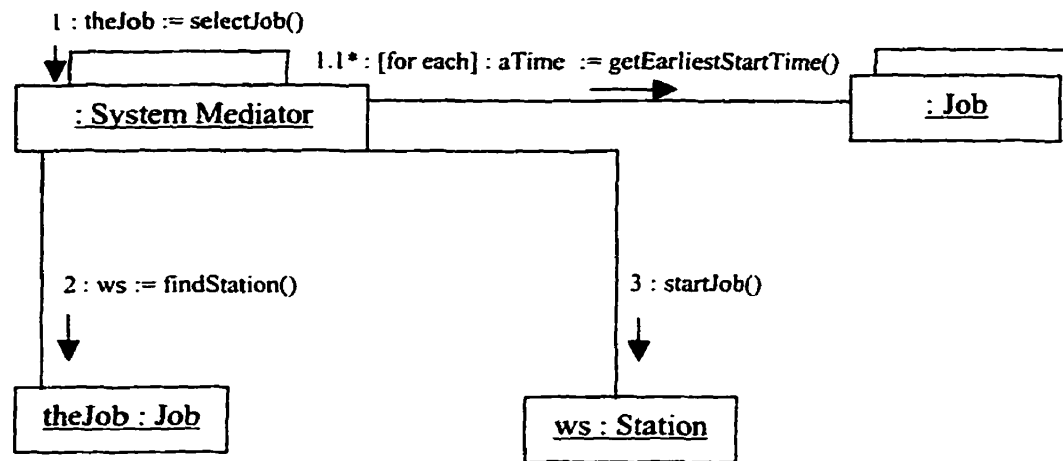 1 : theJob := selectJob()
1.1* : [for each] : aTime := getEarliestStartTime()
: System Mediator
: Job
2 : ws := findStation()
3 : startJob()
theJob : Job
ws : Station